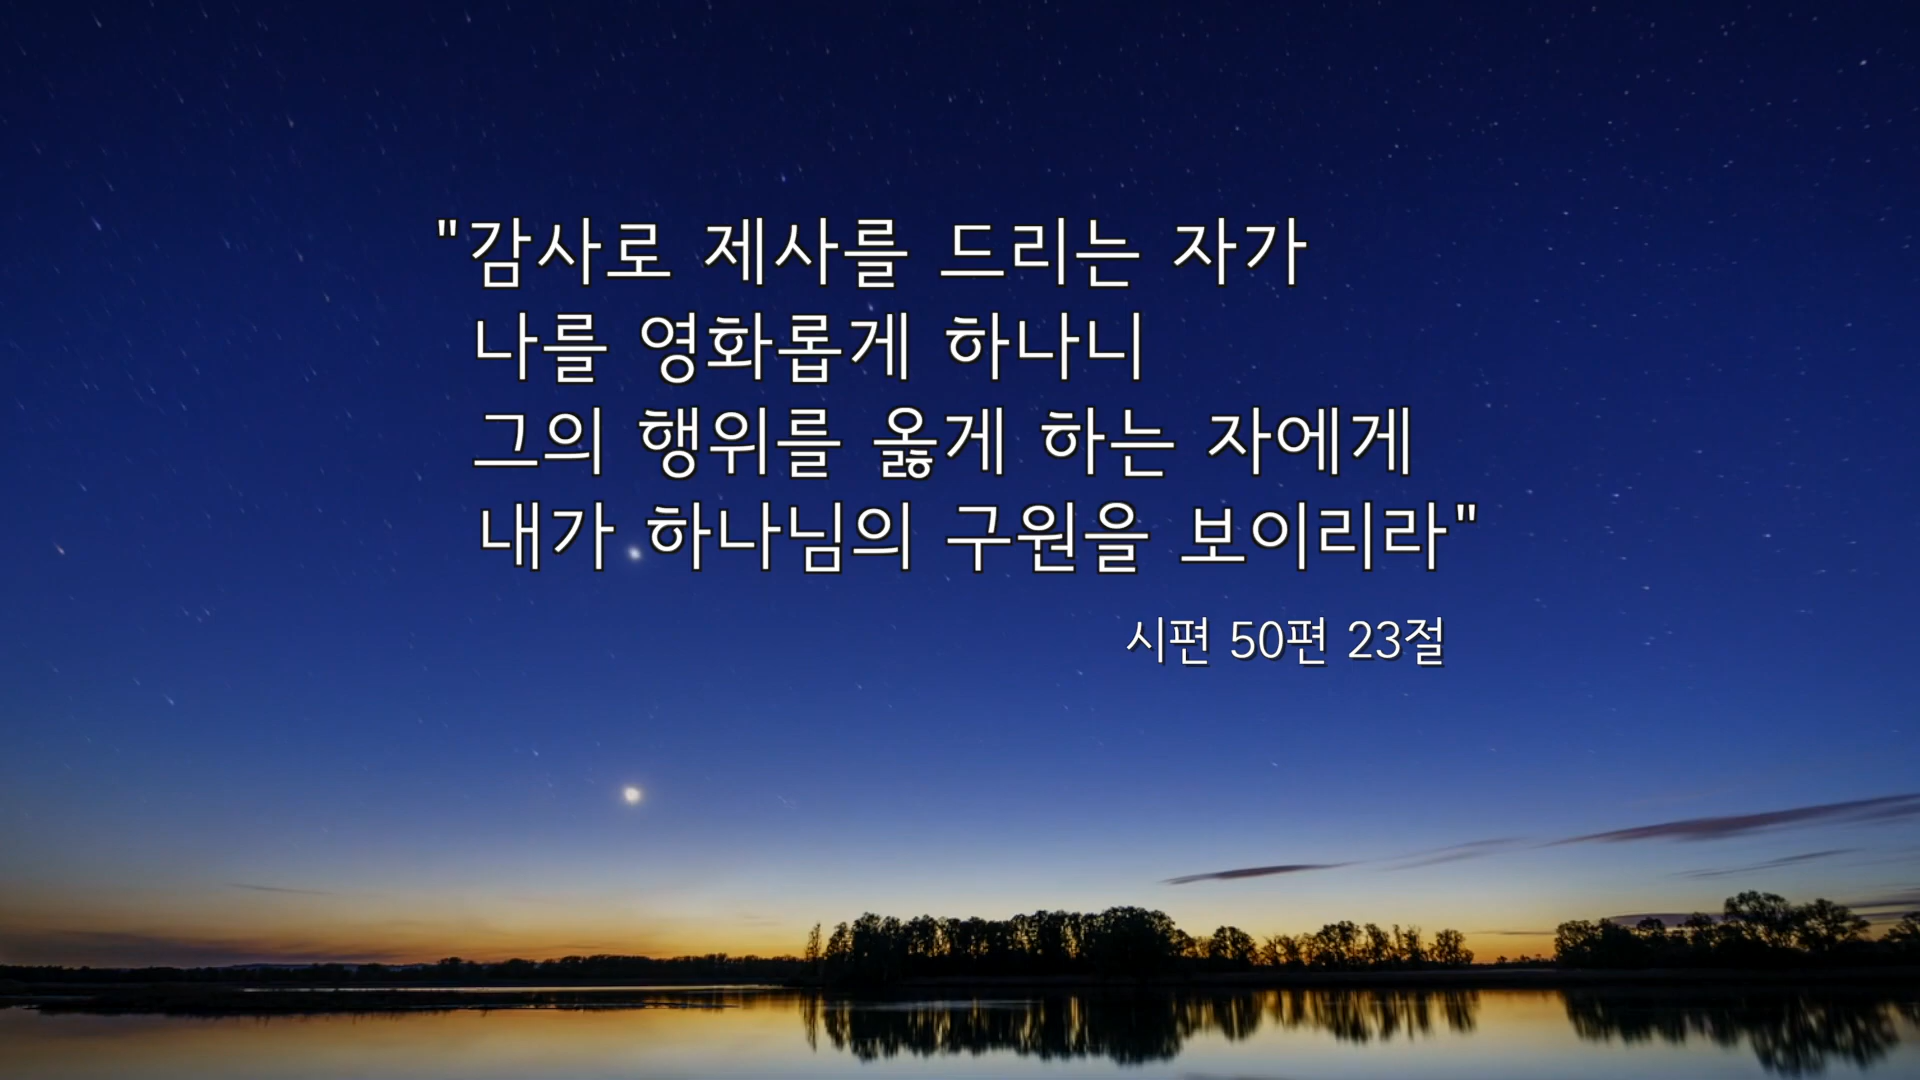 "감사로 제사를 드리는 자가
나를 영화롭게 하나니
그의 행위를 옳게 하는 자에게
내가 하나님의 구원을 보이리라"
시편 50편 23절